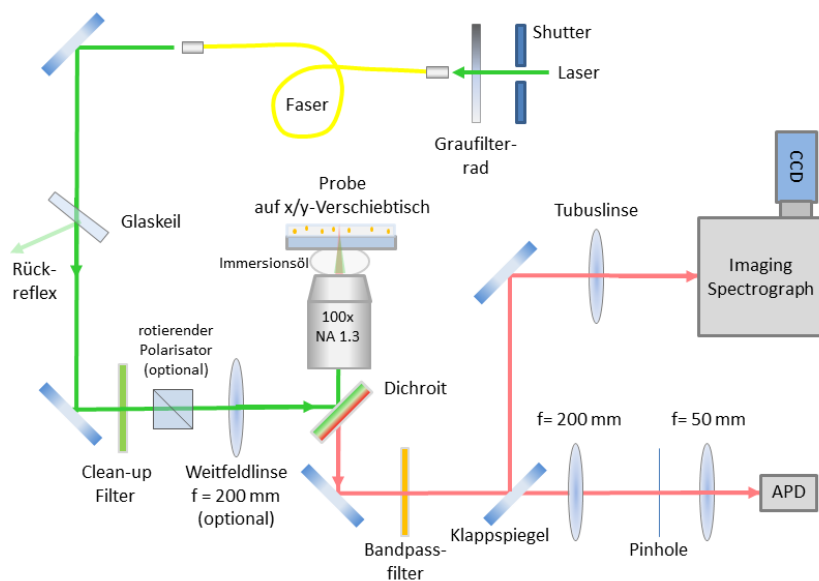 Shutter
Laser
Faser
Graufilter-
rad
CCD
Probe
auf x/y-Verschiebtisch
Tubuslinse
Glaskeil
Rück-
reflex
Immersionsöl
Imaging
Spectrograph
100x
NA 1.3
rotierender
Polarisator
(optional)
Dichroit
f= 200 mm
f= 50 mm
Clean-up
Filter
Weitfeldlinse
f = 200 mm
(optional)
APD
Klappspiegel
Pinhole
Bandpass-
filter